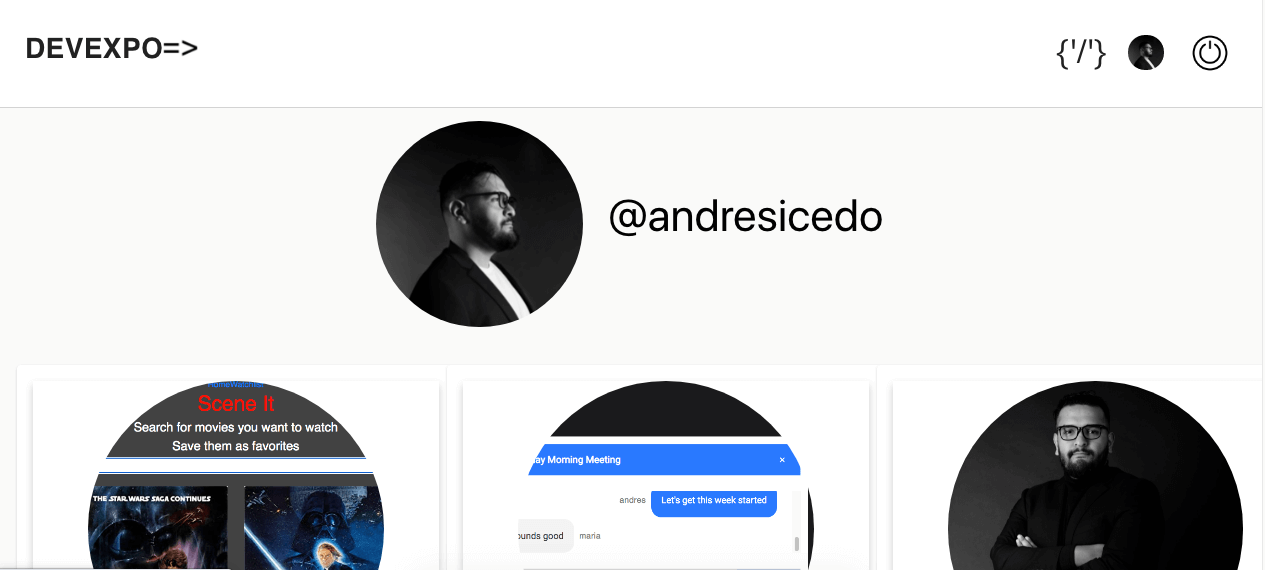 DEVEXPO=>
{'/'}
@andresicedo
HomeWatchlist
Scene It
Search for movies you want to watch
Save them as favorites
THE STAR WARS SAGA CONTINUES
ay Morning Meeting
×
andrea
Let's get this week started
ounds good
maria